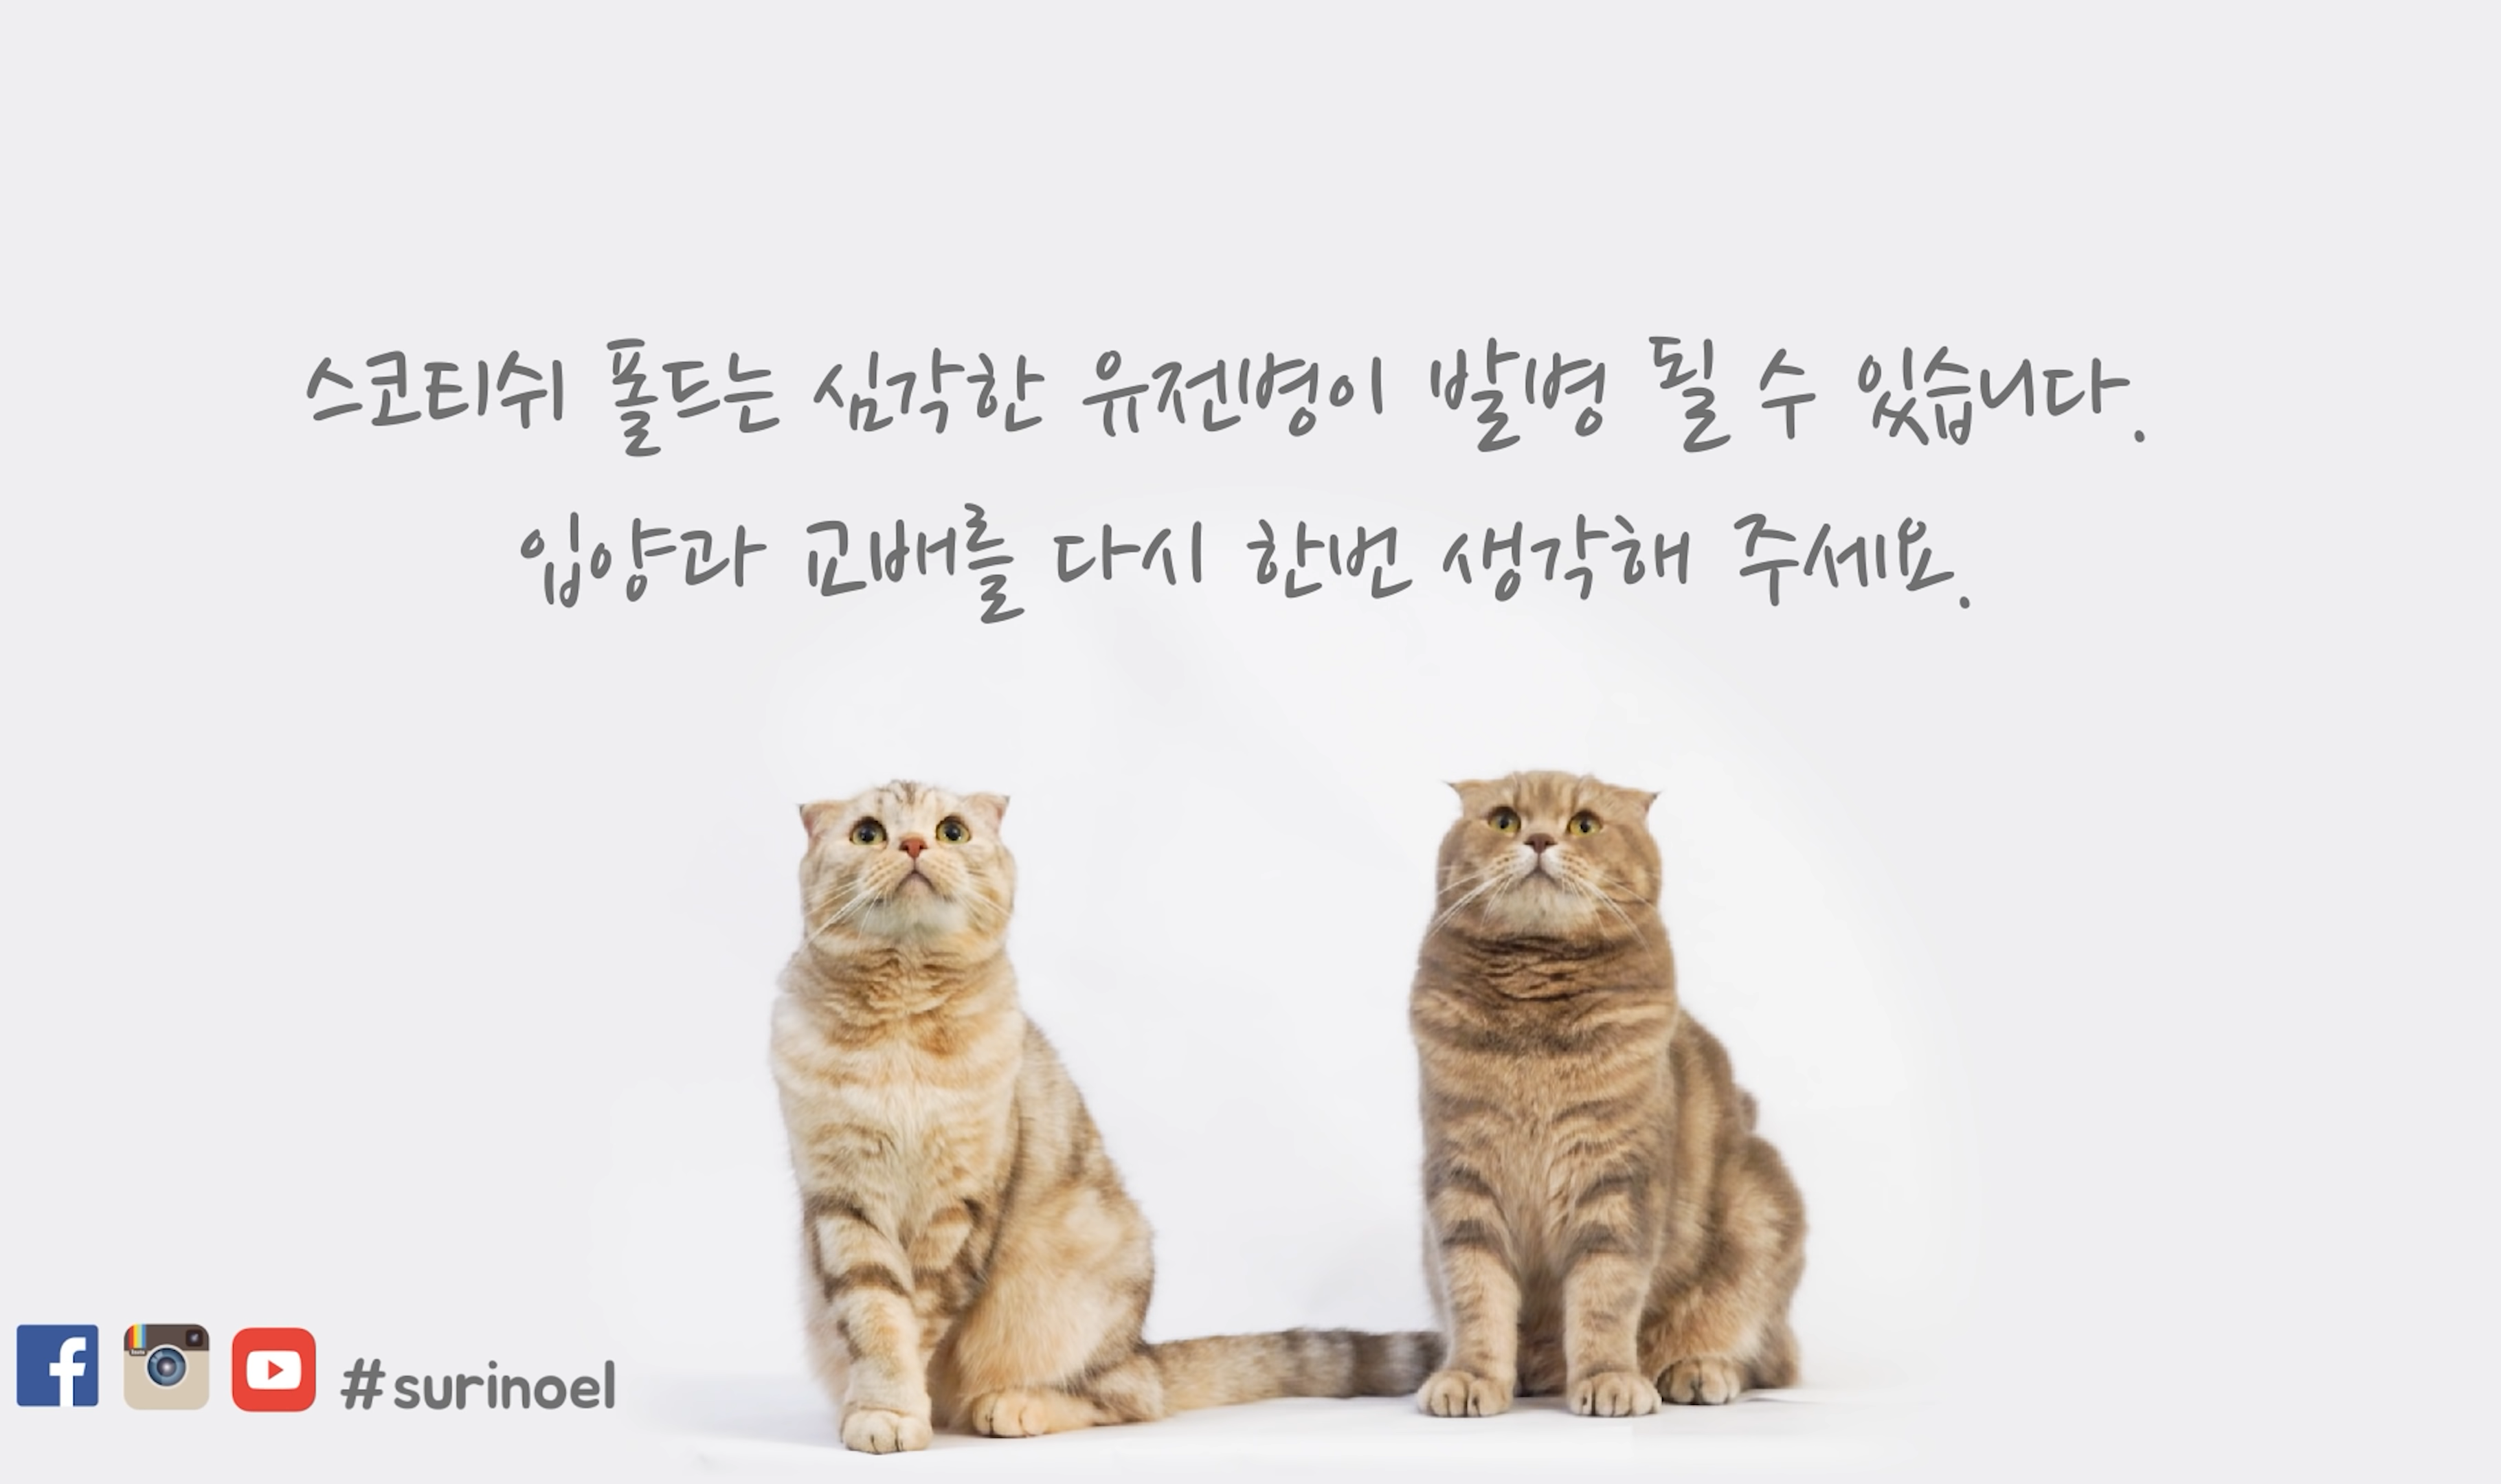 스코티쉬 폴드는 심각한 유전병이 발병 될 수 있습니다.
입양과 교배를 다시 한번 생각해 주세요.
#surinoel